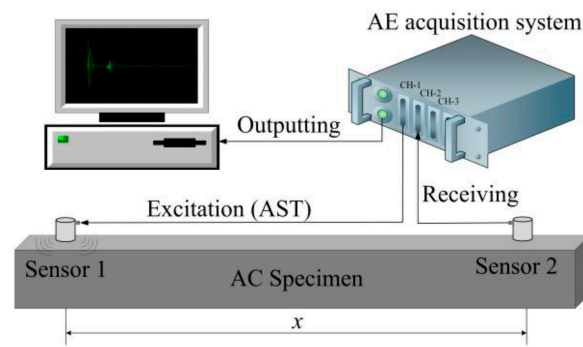 AE acquisition system
CH-1
CH-2
CH-3
Outputting
Excitation (AST)
Receiving
Sensor 1
Sensor 2
AC Specimen
x